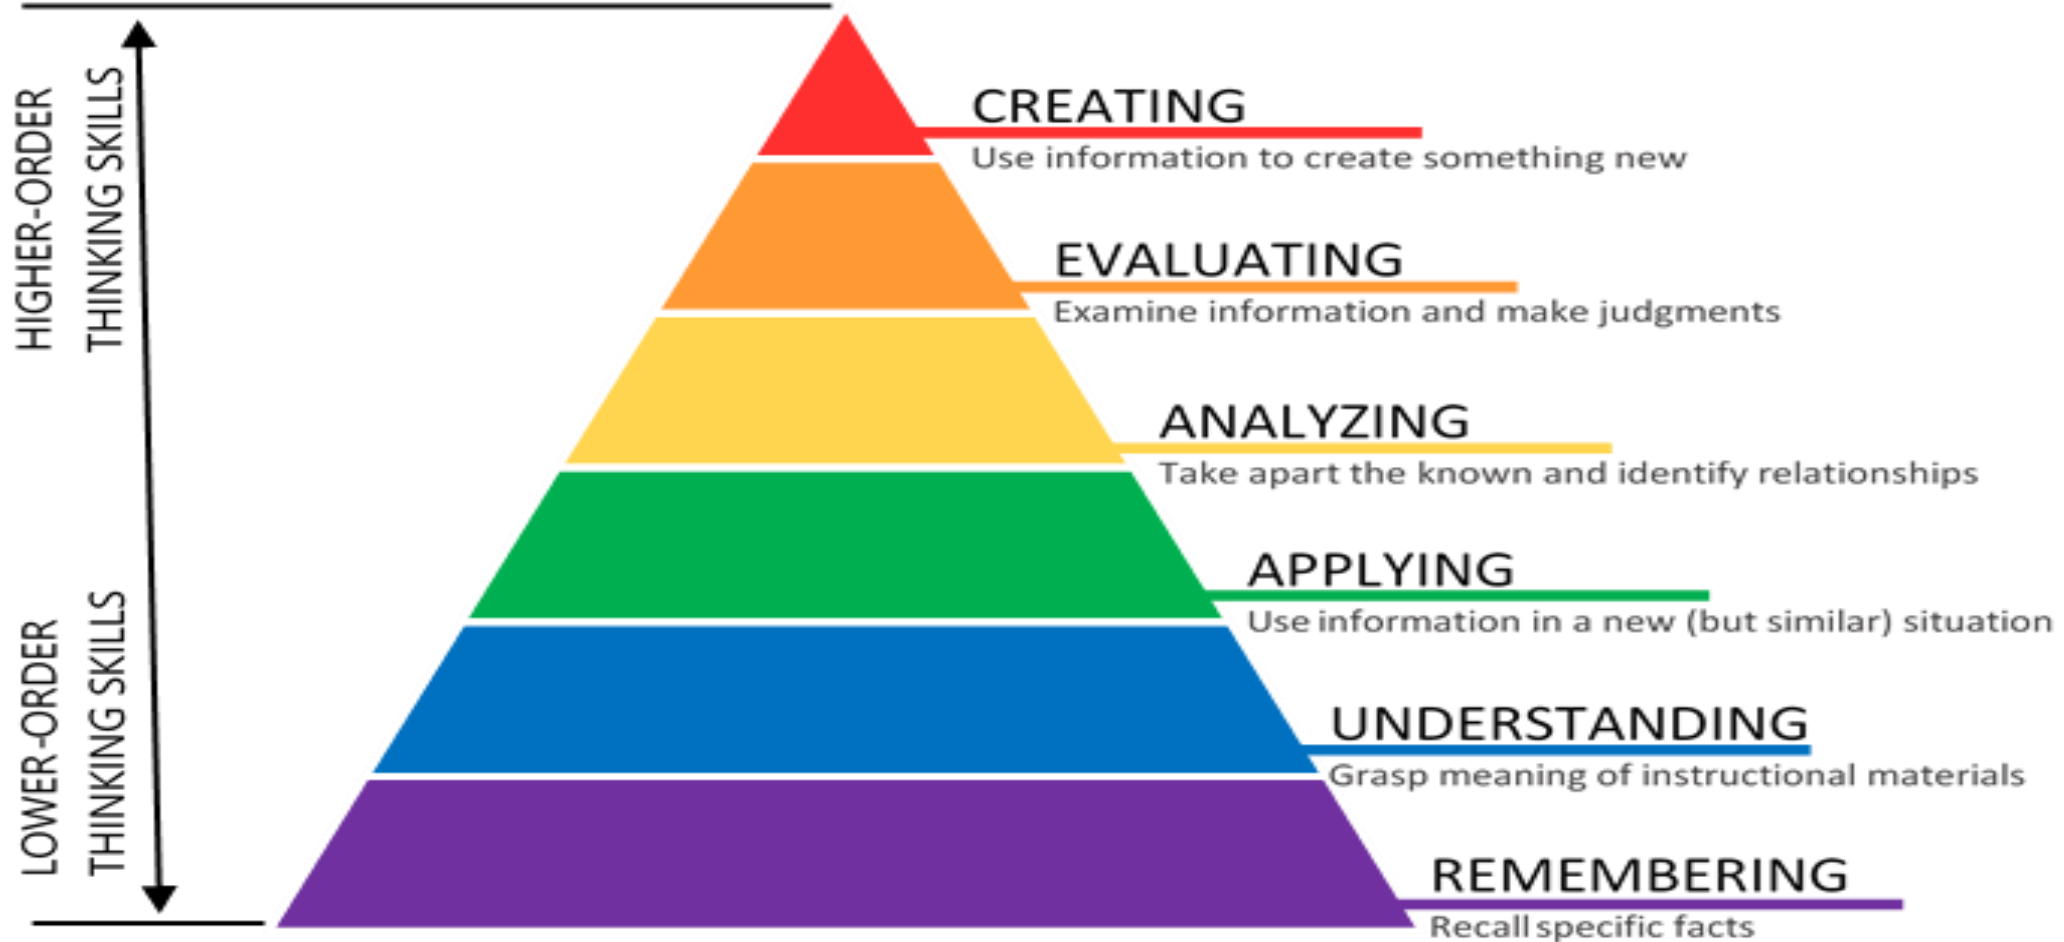 HIGHER-ORDER
THINKING SKILLS
LOWER-ORDER
THINKING SKILLS
CREATING
Use information to create something new
EVALUATING
Examine information and make judgments
ANALYZING
Take apart the known and identify relationships
APPLYING
Use information in a new (but similar) situation
UNDERSTANDING
Grasp meaning of instructional materials
REMEMBERING
Recall specific facts